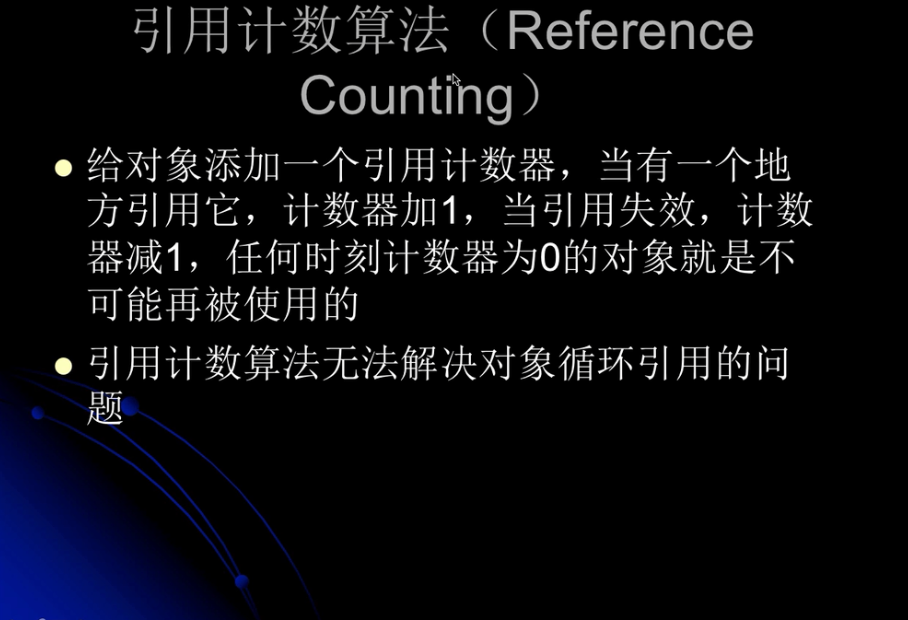 引用计数算法（Reference
Counting）
给对象添加一个引用计数器，当有一个地
方引用它，计数器加1，当引用失效，计数
器减1，任何时刻计数器为0的对象就是不
可能再被使用的
引用计数算法无法解决对象循环引用的问
题